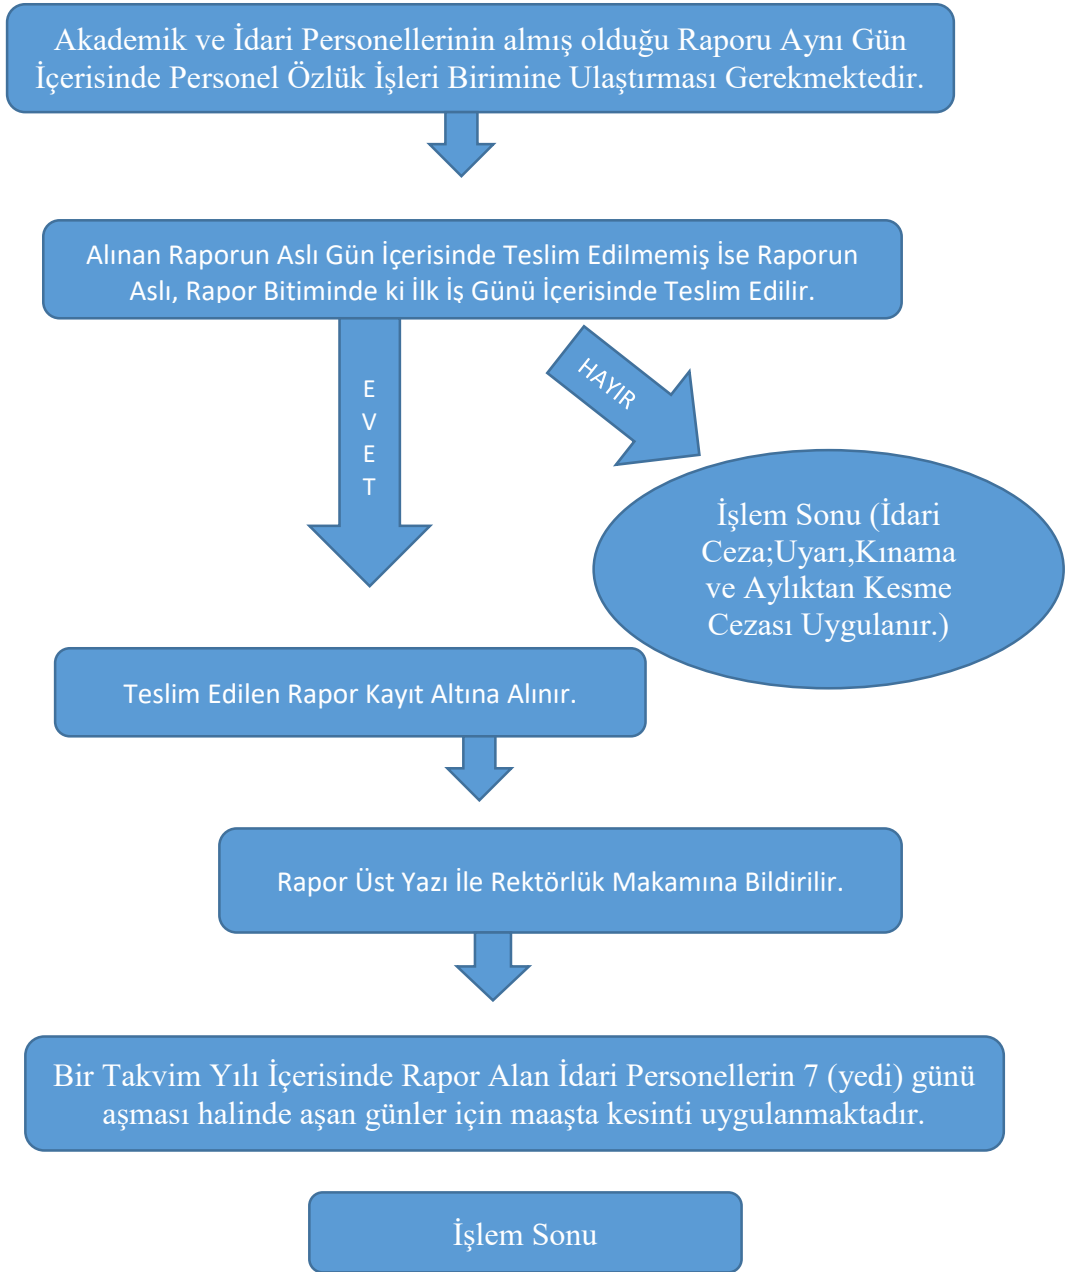 Akademik ve İdari Personellerinin almış olduğu Raporu Aynı Gün
İçerisinde Personel Özlük İşleri Birimine Ulaştırması Gerekmektedir.
Alınan Raporun Aslı Gün İçerisinde Teslim Edilmemiş İse Raporun
Aslı, Rapor Bitiminde ki İlk İş Günü İçerisinde Teslim Edilir.
E
V
E
T
HAYIR
İşlem Sonu (İdari
Ceza;Uyarı,Kınama
ve Aylıktan Kesme
Cezası Uygulanır.)
Teslim Edilen Rapor Kayıt Altına Alınır.
Rapor Üst Yazı İle Rektörlük Makamına Bildirilir.
Bir Takvim Yılı İçerisinde Rapor Alan İdari Personellerin 7 (yedi) günü
aşması halinde aşan günler için maaşta kesinti uygulanmaktadır.
İşlem Sonu